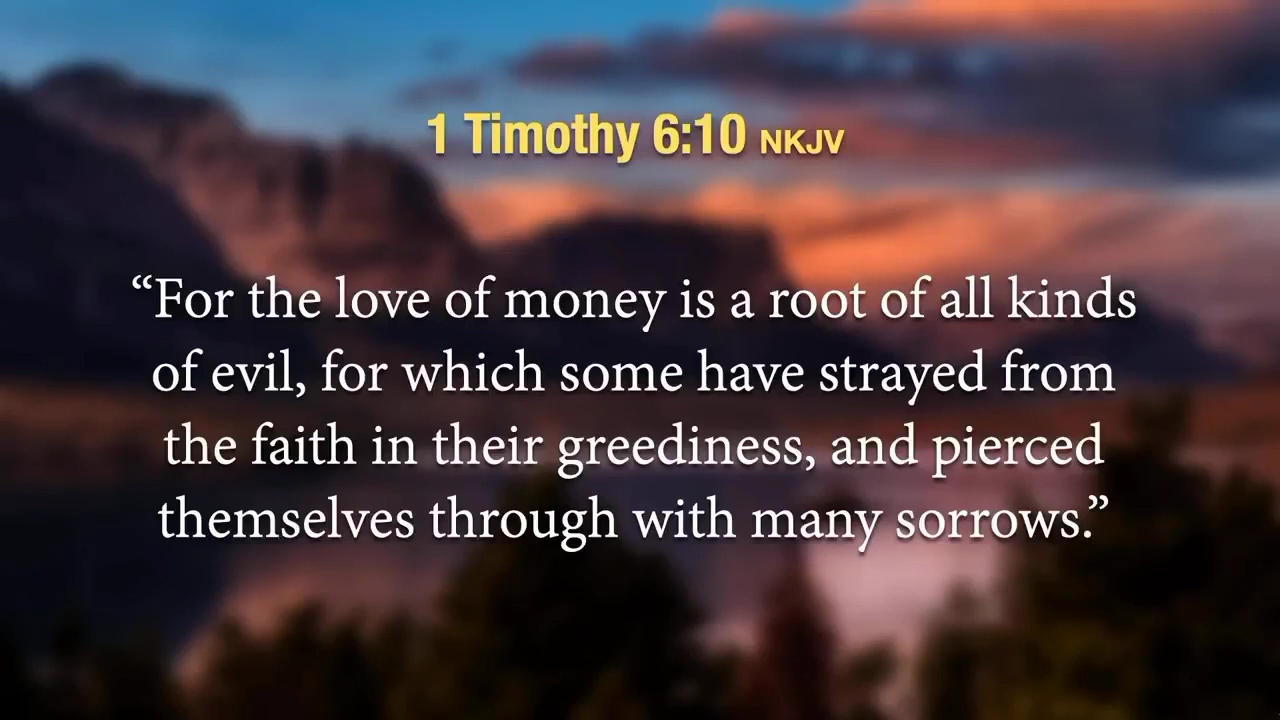 1 Timothy 6:10 NKJV
“For the love of money is a root of all kinds
of evil, for which some have strayed from
the faith in their greediness, and pierced
themselves through with many sorrows.”